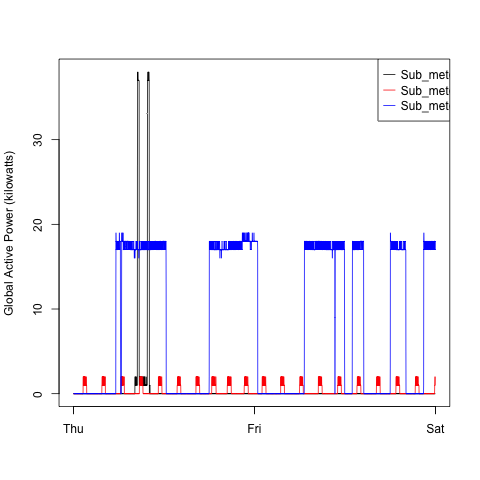 Sub_met
Sub_met
Sub_met
Global Active Power (kilowatts)
30
20
10
0
Thu
Fri
Sat